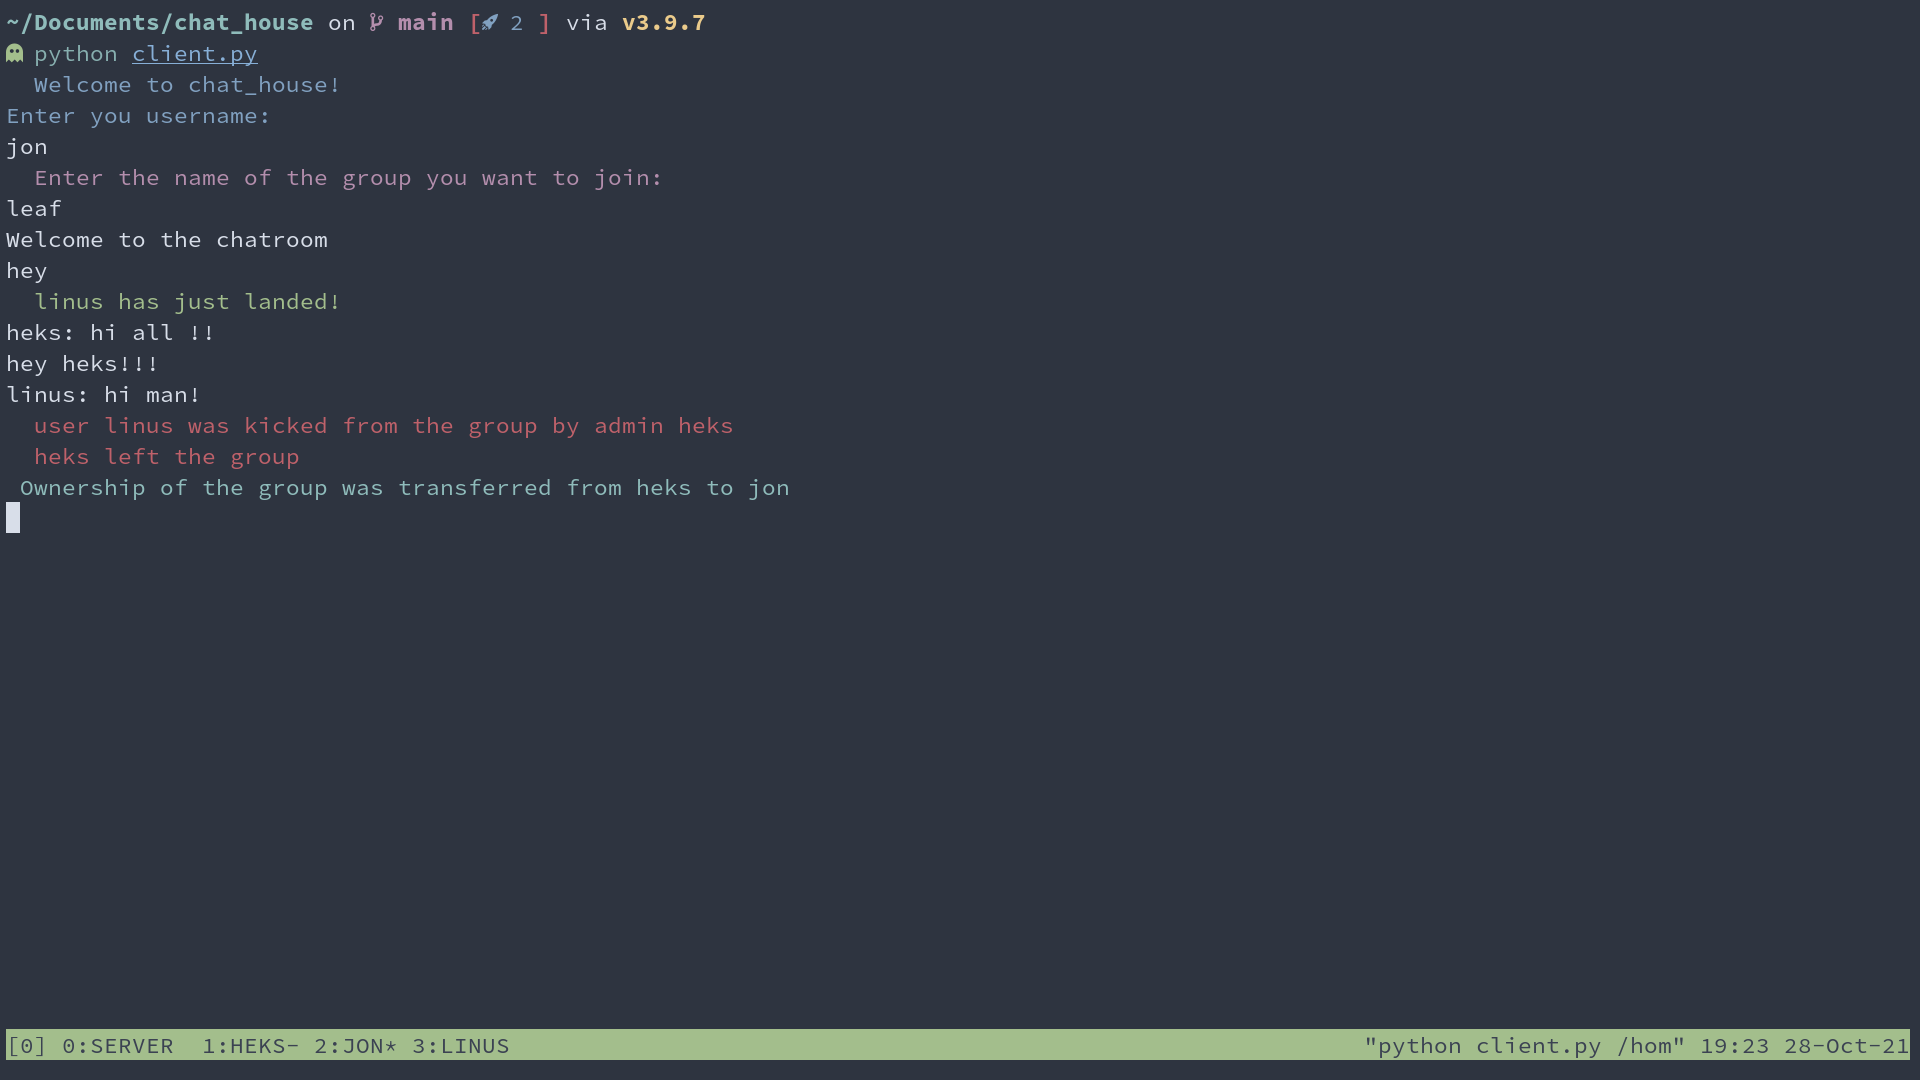 ~/Documents/chat_house on main [ 2 ] via v3.9.7
python client.py
Welcome to chat_house!
Enter you username:
jon
Enter the name of the group you want to join:
leaf
Welcome to the chatroom
hey
linus has just landed!
heks: hi all !!
hey heks!!!
linus: hi man!
user linus was kicked from the group by admin heks
heks left the group
Ownership of the group was transferred from heks to jon
[0] 0:SERVER  1:HEKS- 2:JON* 3:LINUS "python client.py /hom" 19:23 28-Oct-21